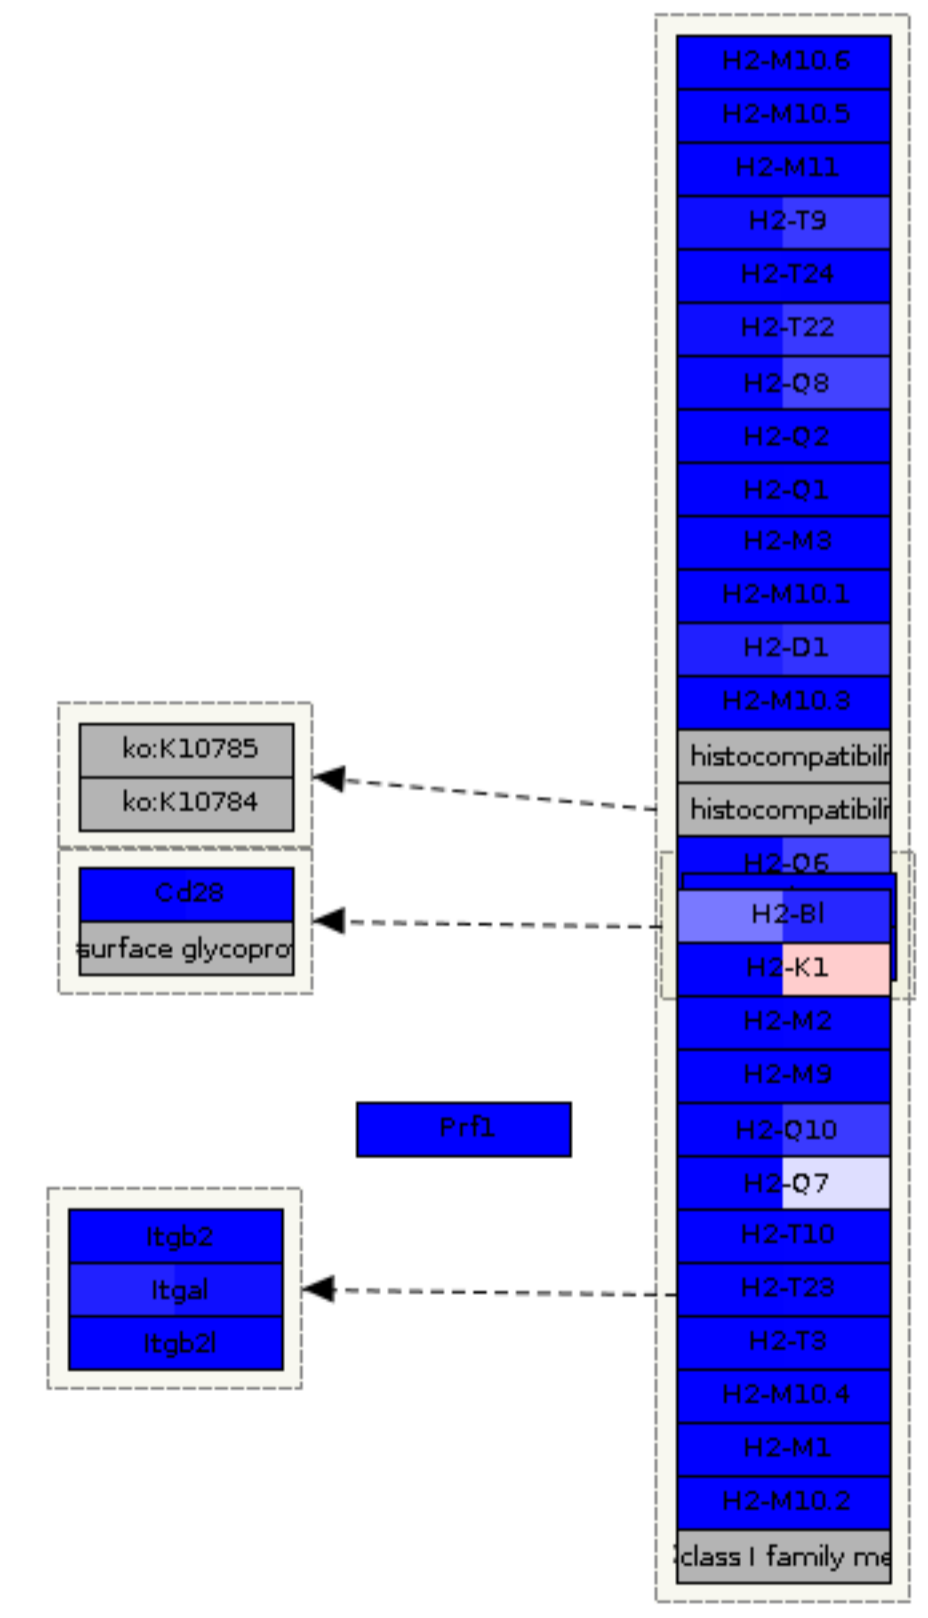 H2-M10.6
H2-M10.5
H2-M11
H2-T9
H2-T24
H2-T22
H2-Q8
H2-Q2
H2-Q1
H2-M3
H2-M10.1
H2-D1
H2-M10.3
histocompatibili
histocompatibili
H2-Q6
H2-Bl
H2-K1
H2-M2
H2-M9
H2-Q10
H2-Q7
H2-T10
H2-T23
H2-T3
H2-M10.4
H2-M1
H2-M10.2
class I family me
ko:K10785
ko:K10784
Cd28
surface glycopro
Prf1
Itgb2
Itgal
Itgb2l